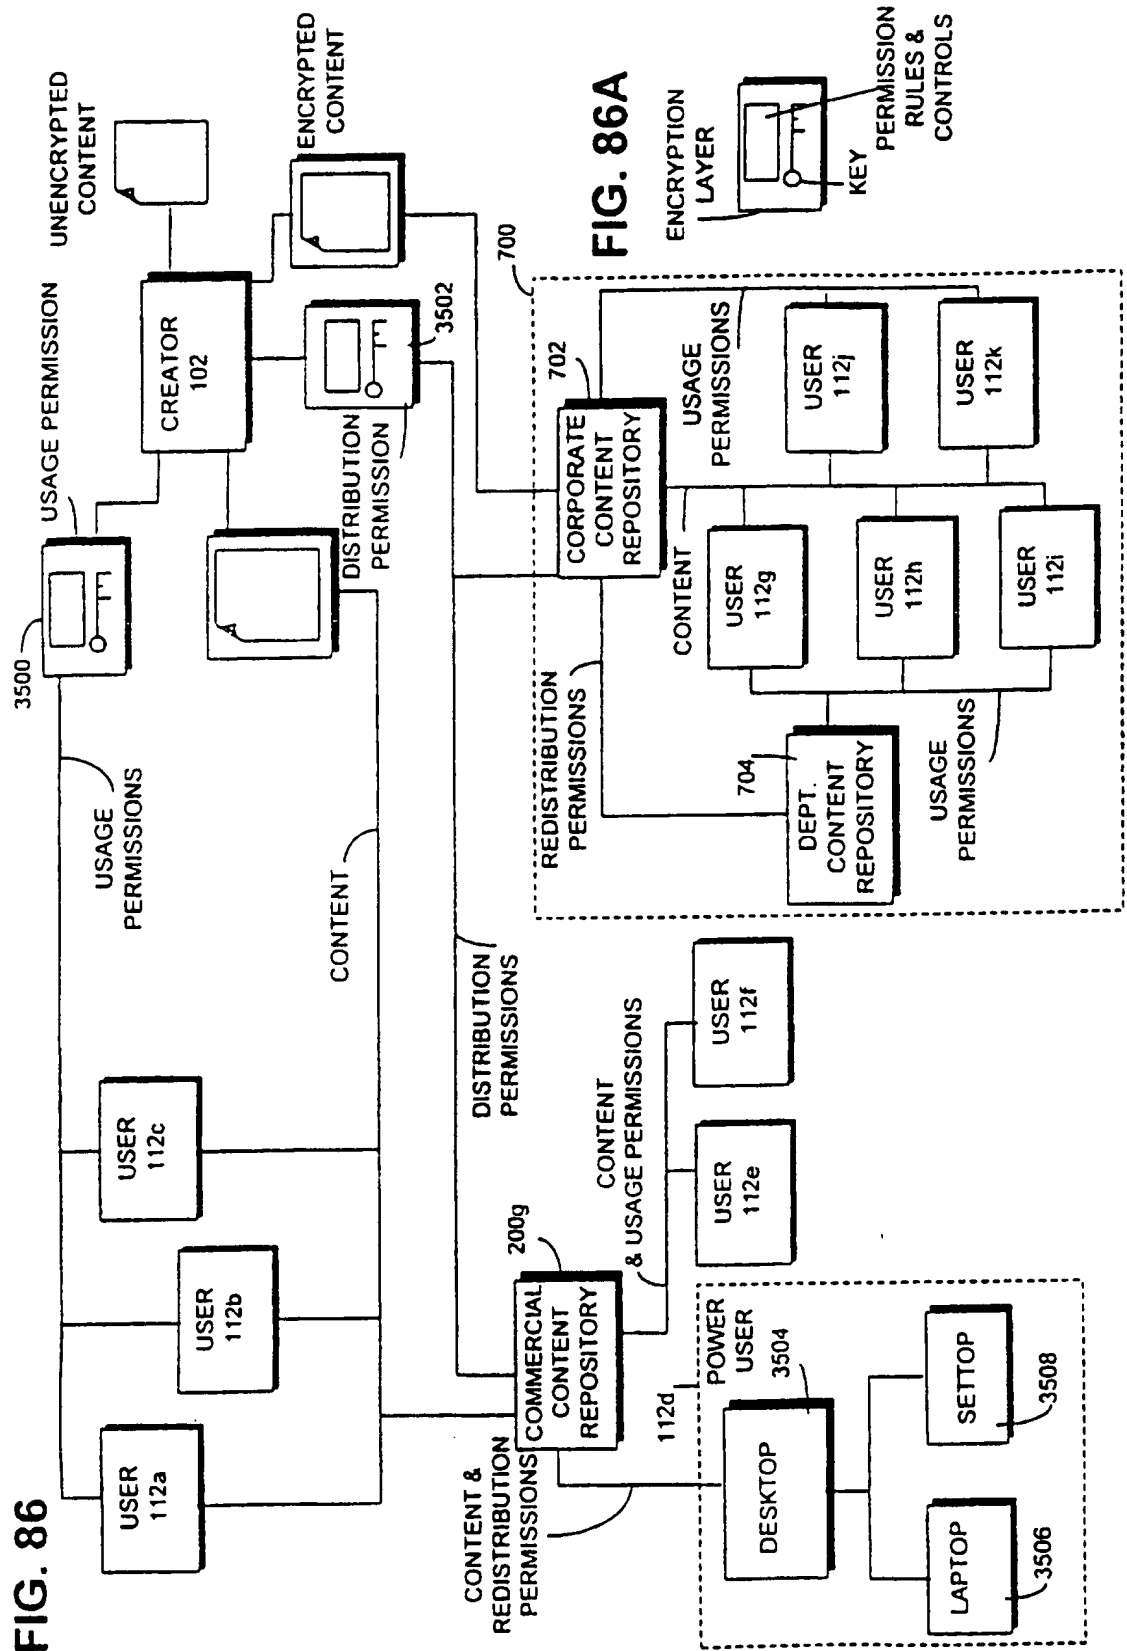 FIG. 86
3500
USAGE PERMISSION
UNENCRYPTED
CONTENT
CREATOR
102
ENCRYPTED
CONTENT
USAGE
PERMISSIONS
USER
112a
USER
112b
USER
112c
CONTENT
DISTRIBUTION
PERMISSION
3502
DISTRIBUTION
PERMISSIONS
FIG. 86A
ENCRYPTION
LAYER
KEY
PERMISSION
RULES &
CONTROLS
CONTENT &
REDISTRIBUTION
PERMISSIONS
COMMERCIAL
CONTENT
REPOSITORY
200g
CONTENT
& USAGE PERMISSIONS
USER
112e
USER
112f
112d
POWER
USER
3504
DESKTOP
LAPTOP
3506
SETTOP
3508
700
702
CORPORATE
CONTENT
REPOSITORY
REDISTRIBUTION
PERMISSIONS
CONTENT
USAGE
PERMISSIONS
704
DEPT.
CONTENT
REPOSITORY
USER
112g
USER
112h
USER
112i
USER
112j
USER
112k
USAGE
PERMISSIONS